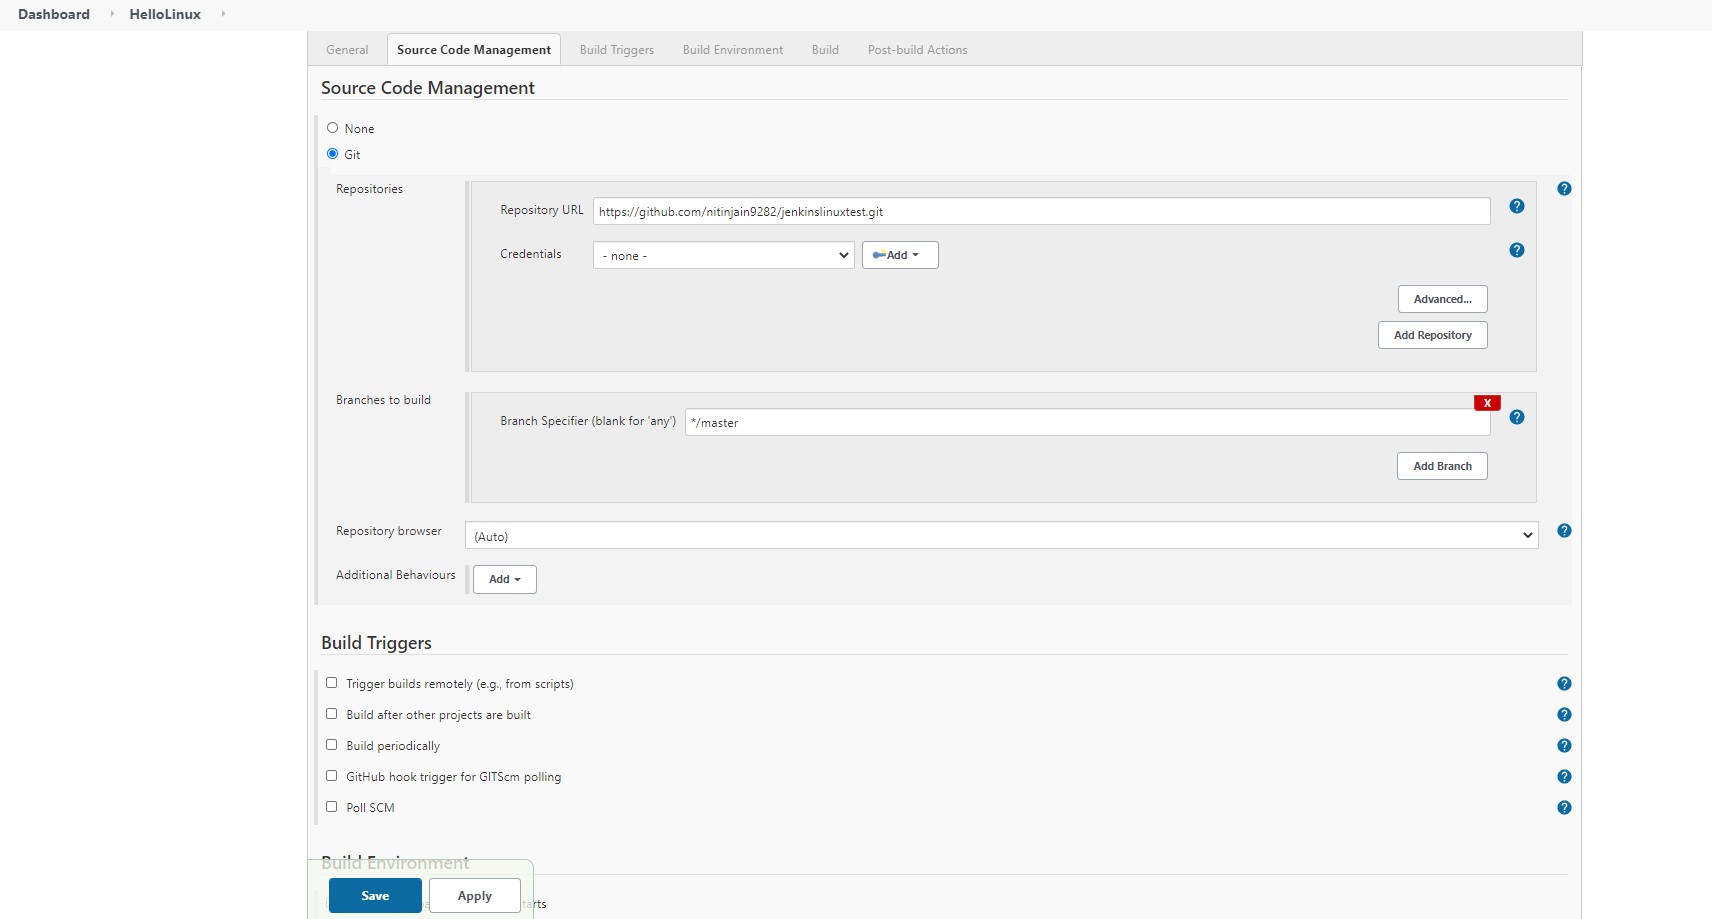 Dashboard HelloLinux
General Source Code Management Build Triggers Build Environment Build Post-build Actions
Source Code Management
None
Git
Repositories
Repository URL https://github.com/nitinjain9282/jenkinslinuxtest.git
Credentials - none - Add
Advanced...
Add Repository
Branches to build
X
Branch Specifier (blank for 'any') */master
Add Branch
Repository browser (Auto)
Additional Behaviours Add
Build Triggers
Trigger builds remotely (e.g., from scripts)
Build after other projects are built
Build periodically
GitHub hook trigger for GITScm polling
Poll SCM
Build Environment
Save Apply